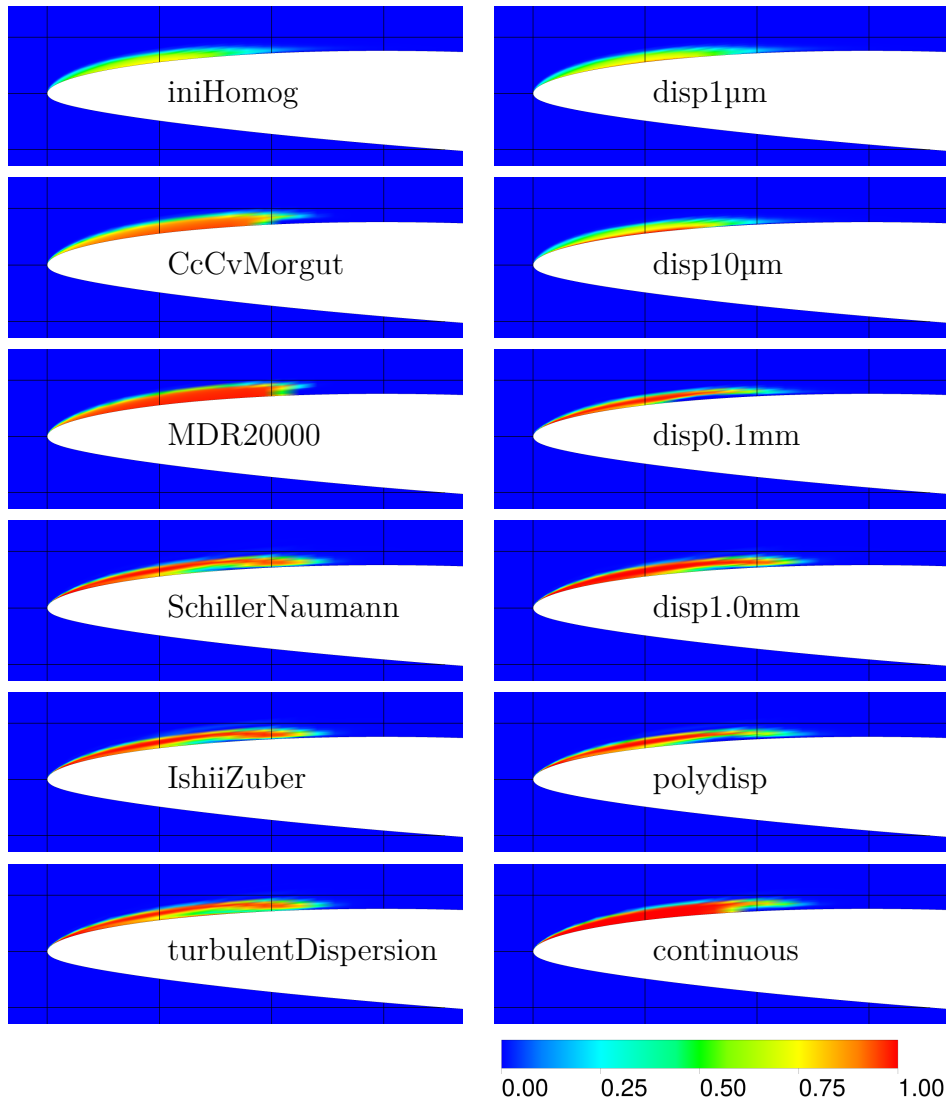 iniHomog
disp1µm
CcCvMorgut
disp10µm
MDR20000
disp0.1mm
SchillerNaumann
disp1.0mm
IshiiZuber
polydisp
turbulentDispersion
continuous
0.00 0.25 0.50 0.75 1.00